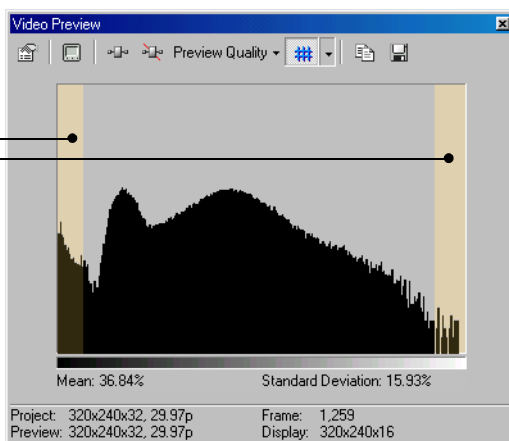 Video Preview
Preview Quality
Mean: 36.84% Standard Deviation: 15.93%
Project: 320x240x32, 29.97p Frame: 1,259
Preview: 320x240x32, 29.97p Display: 320x240x16